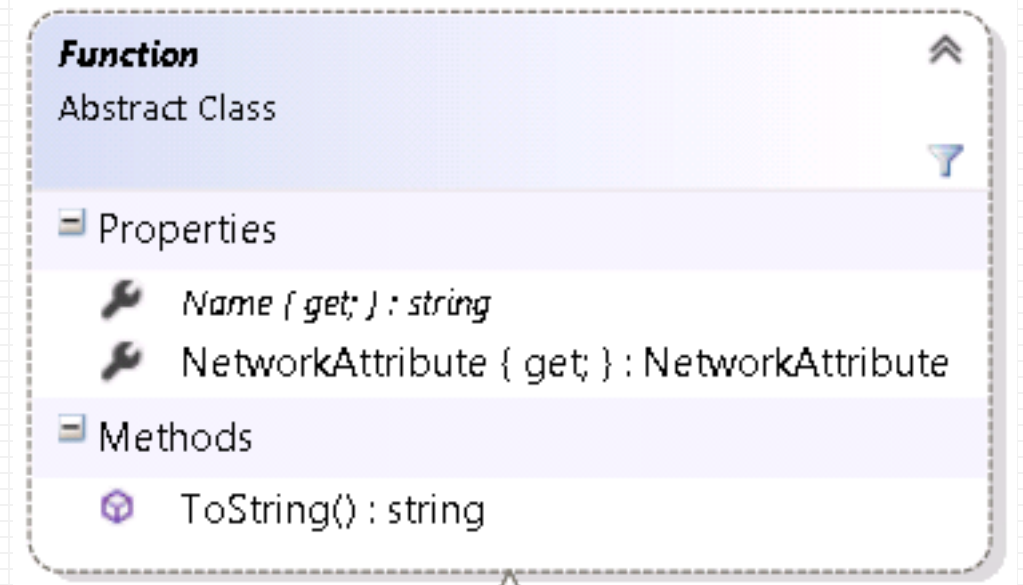 Function
Abstract Class
Properties
Name { get; } : string
NetworkAttribute { get; } : NetworkAttribute
Methods
ToString() : string